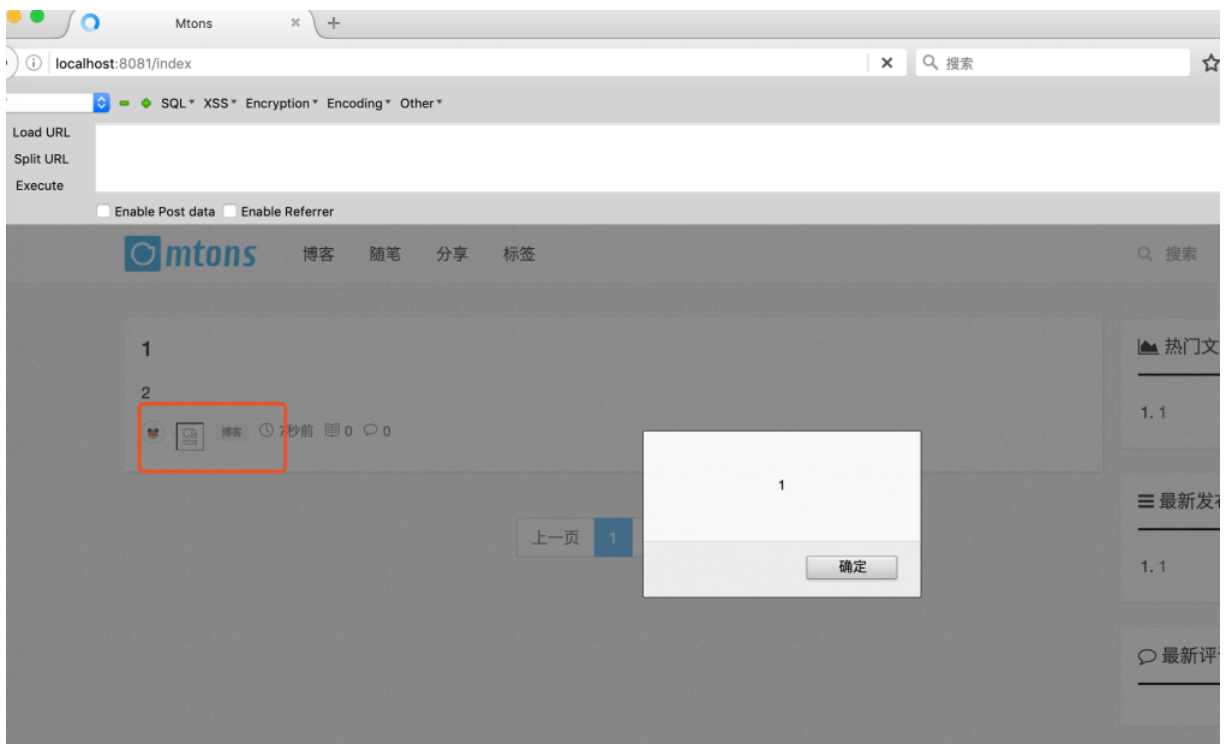 Mtons
localhost:8081/index
搜索
SQL XSS Encryption Encoding Other
Load URL
Split URL
Execute
Enable Post data Enable Referrer
mtons 博客 随笔 分享 标签 搜索
1
2
博客 7秒前 0 0
热门文
1. 1
1
确定
上一页 1
最新发布
1. 1
最新评